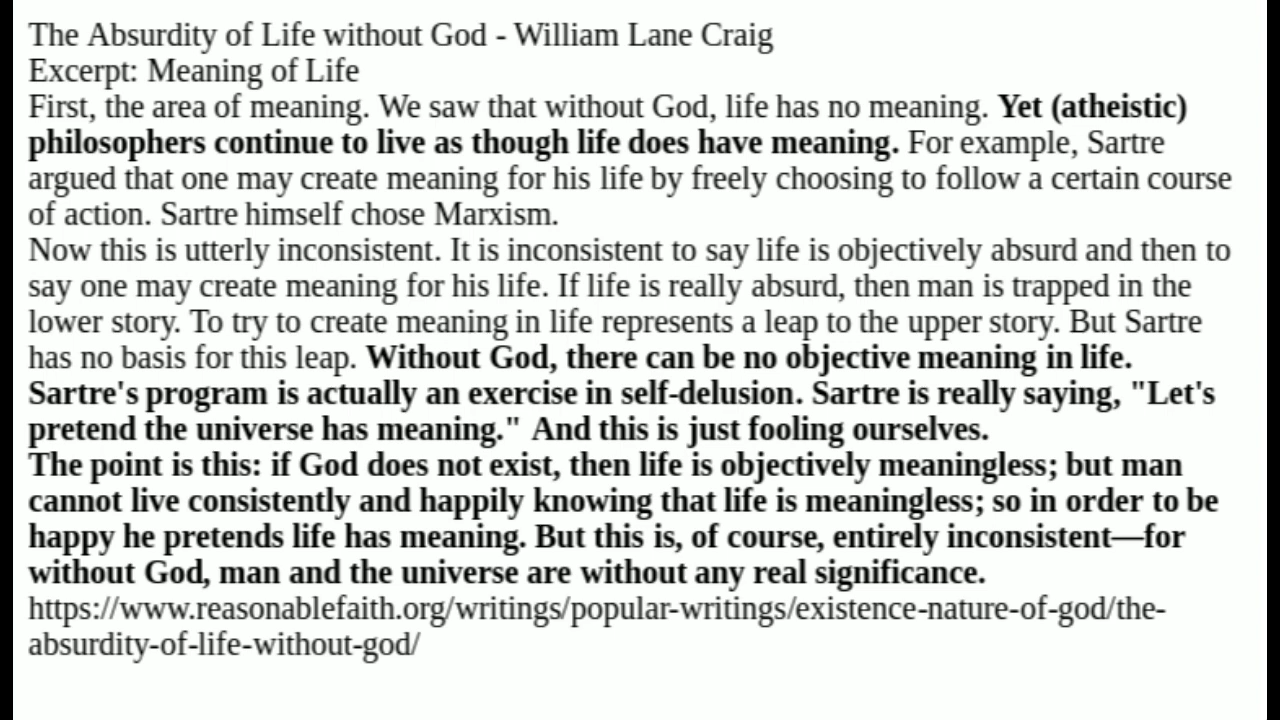 The Absurdity of Life without God - William Lane Craig
Excerpt: Meaning of Life
First, the area of meaning. We saw that without God, life has no meaning. Yet (atheistic)
philosophers continue to live as though life does have meaning. For example, Sartre
argued that one may create meaning for his life by freely choosing to follow a certain course
of action. Sartre himself chose Marxism.
Now this is utterly inconsistent. It is inconsistent to say life is objectively absurd and then to
say one may create meaning for his life. If life is really absurd, then man is trapped in the
lower story. To try to create meaning in life represents a leap to the upper story. But Sartre
has no basis for this leap. Without God, there can be no objective meaning in life.
Sartre's program is actually an exercise in self-delusion. Sartre is really saying, "Let's
pretend the universe has meaning." And this is just fooling ourselves.
The point is this: if God does not exist, then life is objectively meaningless; but man
cannot live consistently and happily knowing that life is meaningless; so in order to be
happy he pretends life has meaning. But this is, of course, entirely inconsistent—for
without God, man and the universe are without any real significance.
https://www.reasonablefaith.org/writings/popular-writings/existence-nature-of-god/the-
absurdity-of-life-without-god/